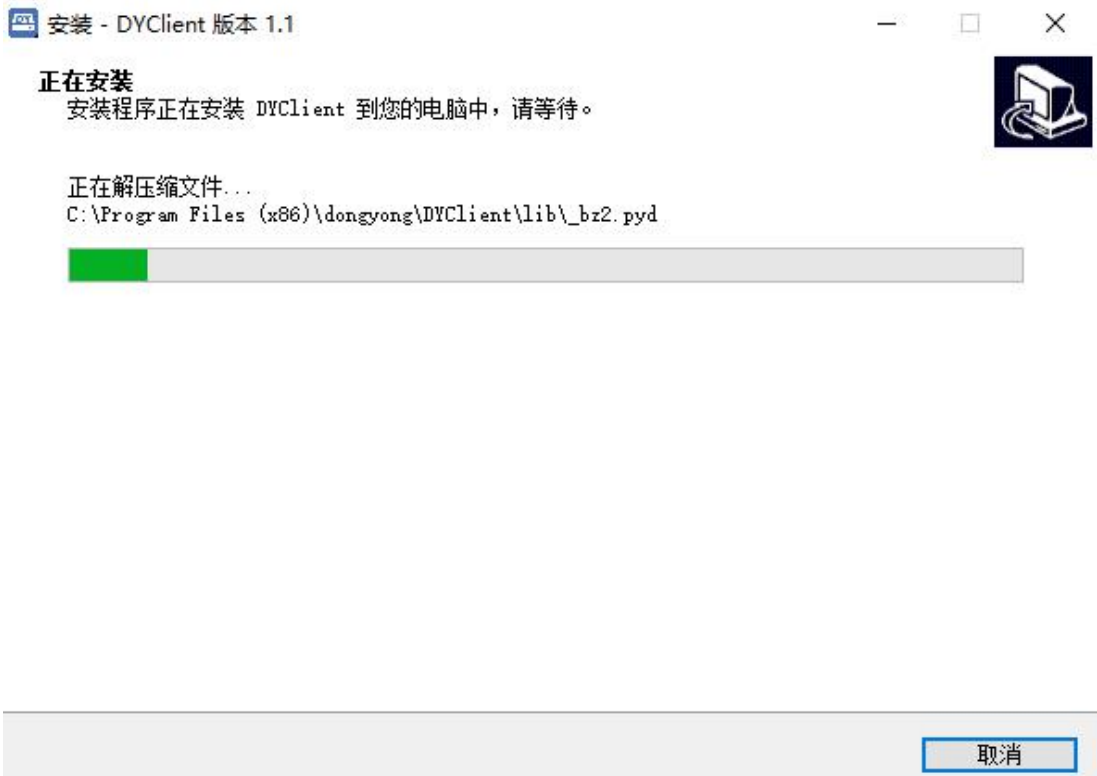 安装 - DYClient 版本 1.1
正在安装
安装程序正在安装 DYClient 到您的电脑中，请等待。
正在解压缩文件...
C:\Program Files (x86)\dongyong\DYClient\lib\_bz2.pyd
取消